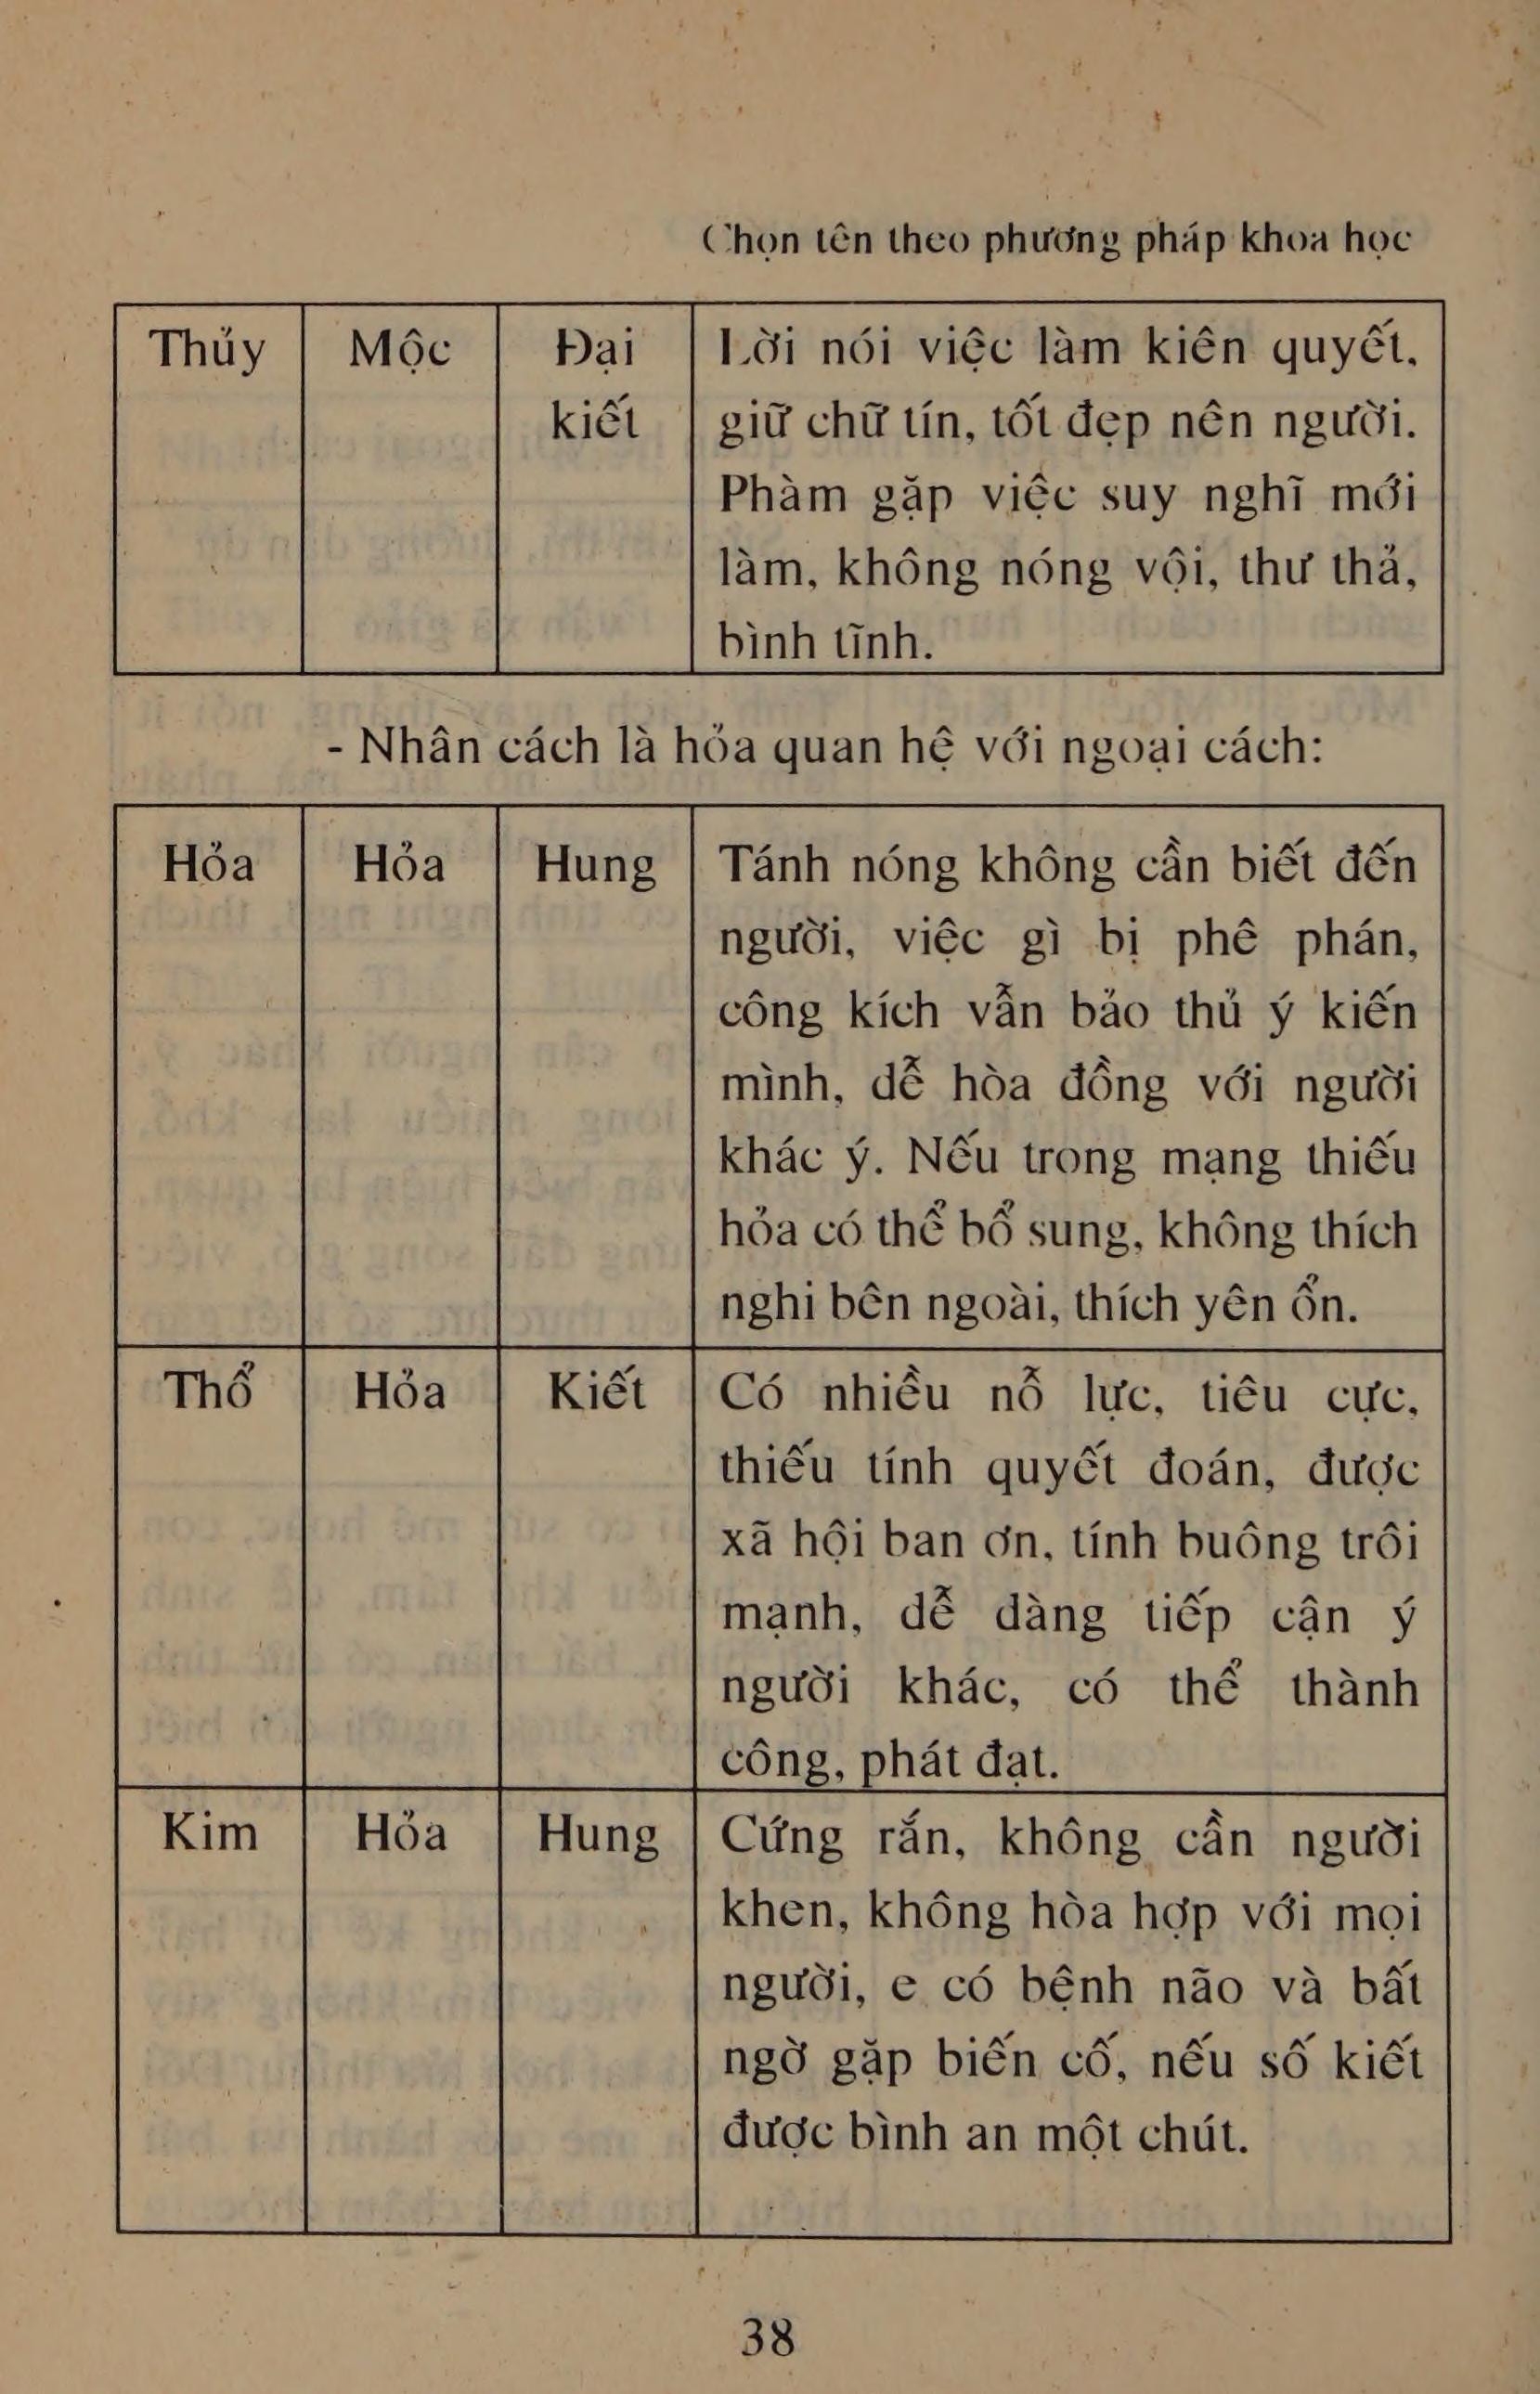 Chọn tên theo phương pháp khoa học
Thủy Mộc Đại Lời nói việc làm kiên quyết,
kiết giữ chữ tín, tốt đẹp nên người.
Phàm gặp việc suy nghĩ mới
làm, không nóng vội, thư thả,
bình tĩnh.
- Nhân cách là hỏa quan hệ với ngoại cách:
Hỏa Hỏa Hung Tánh nóng không cần biết đến
người, việc gì bị phê phán,
công kích vẫn bảo thủ ý kiến
mình, dễ hòa đồng với người
khác ý. Nếu trong mạng thiếu
hỏa có thể bổ sung, không thích
nghi bên ngoài, thích yên ổn.
Thổ Hỏa Kiết Có nhiều nỗ lực, tiêu cực,
thiếu tính quyết đoán, được
xã hội ban ơn, tính buông trôi
mạnh, dễ dàng tiếp cận ý
người khác, có thể thành
công, phát đạt.
Kim Hỏa Hung Cứng rắn, không cần người
khen, không hòa hợp với mọi
người, e có bệnh não và bất
ngờ gặp biến cố, nếu số kiết
được bình an một chút.
38